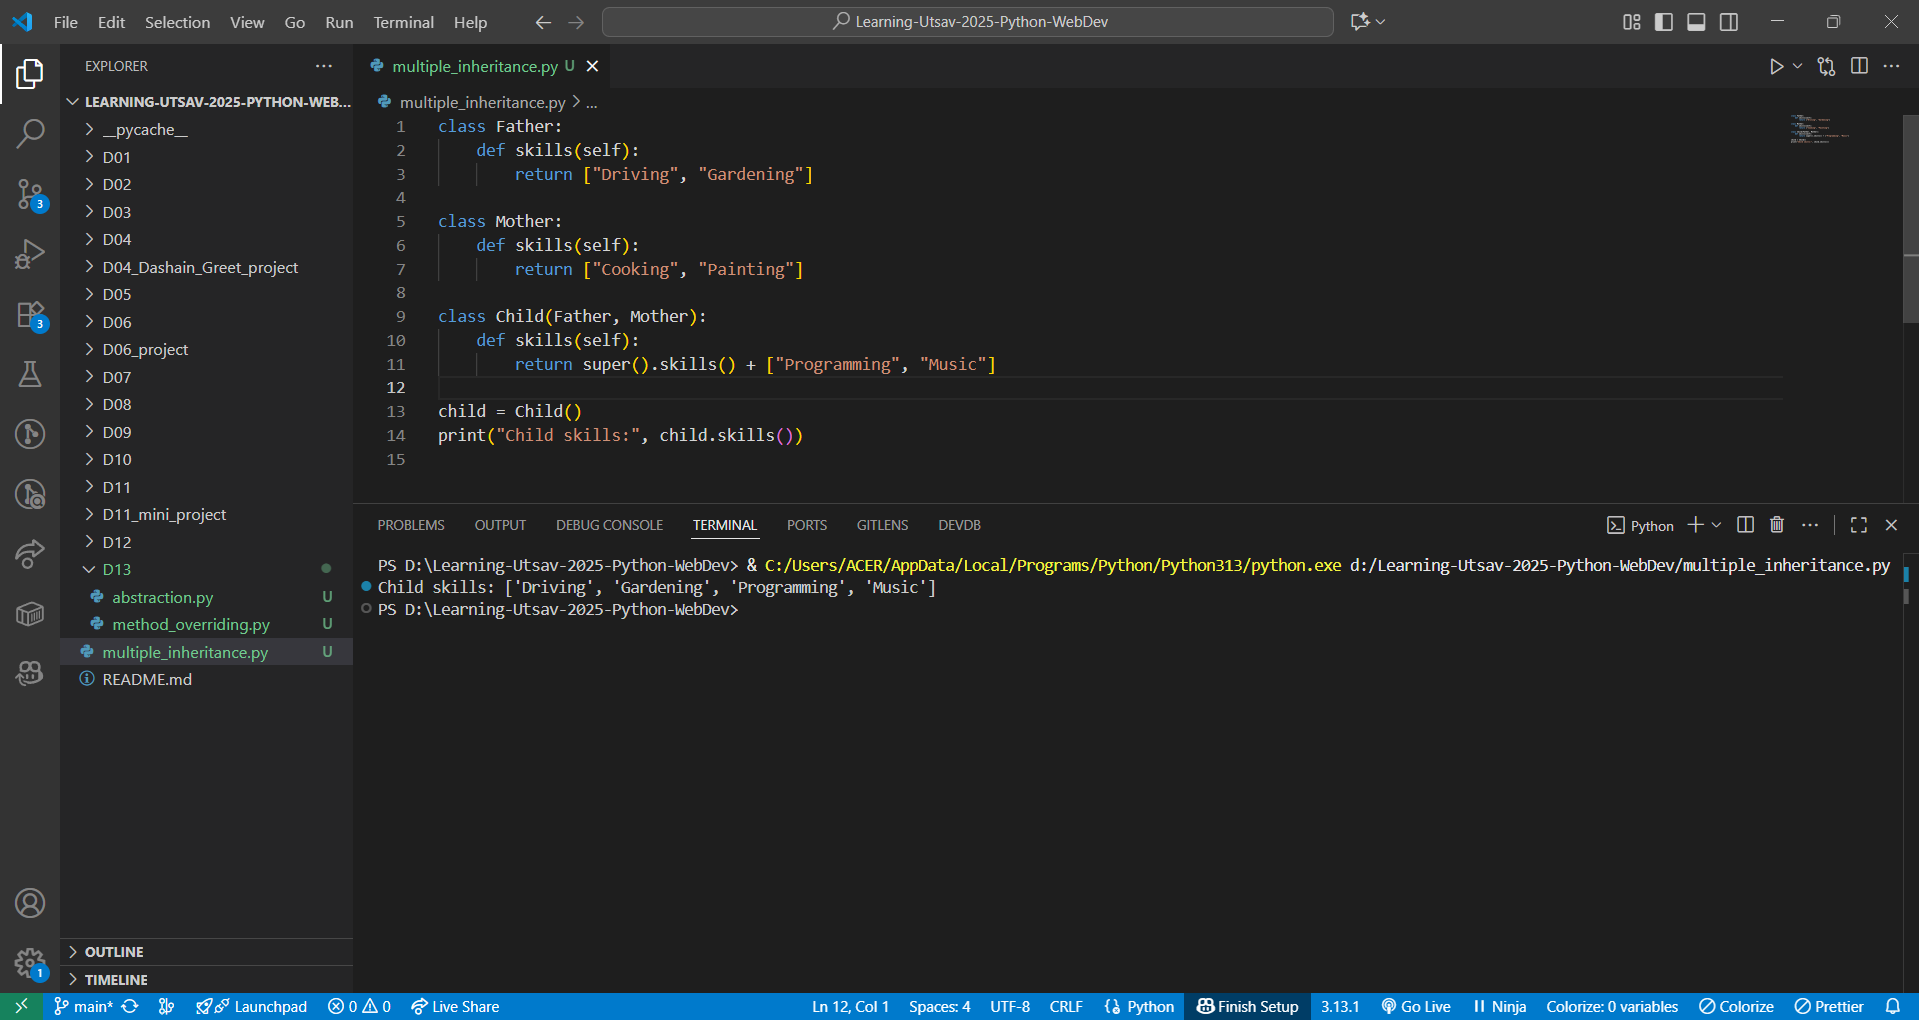 File Edit Selection View Go Run Terminal Help
Learning-Utsav-2025-Python-WebDev
EXPLORER
LEARNING-UTSAV-2025-PYTHON-WEB...
__pycache__
D01
D02
D03
D04
D04_Dashain_Greet_project
D05
D06
D06_project
D07
D08
D09
D10
D11
D11_mini_project
D12
D13
abstraction.py U
method_overriding.py U
multiple_inheritance.py U
README.md
OUTLINE
TIMELINE
3
3
1
multiple_inheritance.py U
multiple_inheritance.py > ...
1 class Father:
2     def skills(self):
3         return ["Driving", "Gardening"]
4
5 class Mother:
6     def skills(self):
7         return ["Cooking", "Painting"]
8
9 class Child(Father, Mother):
10     def skills(self):
11         return super().skills() + ["Programming", "Music"]
12
13 child = Child()
14 print("Child skills:", child.skills())
15
PROBLEMS OUTPUT DEBUG CONSOLE TERMINAL PORTS GITLENS DEVDB
Python
PS D:\Learning-Utsav-2025-Python-WebDev> & C:/Users/ACER/AppData/Local/Programs/Python/Python313/python.exe d:/Learning-Utsav-2025-Python-WebDev/multiple_inheritance.py
Child skills: ['Driving', 'Gardening', 'Programming', 'Music']
PS D:\Learning-Utsav-2025-Python-WebDev>
main* Launchpad 0 0 Live Share Ln 12, Col 1 Spaces: 4 UTF-8 CRLF Python Finish Setup 3.13.1 Go Live Ninja Colorize: 0 variables Colorize Prettier